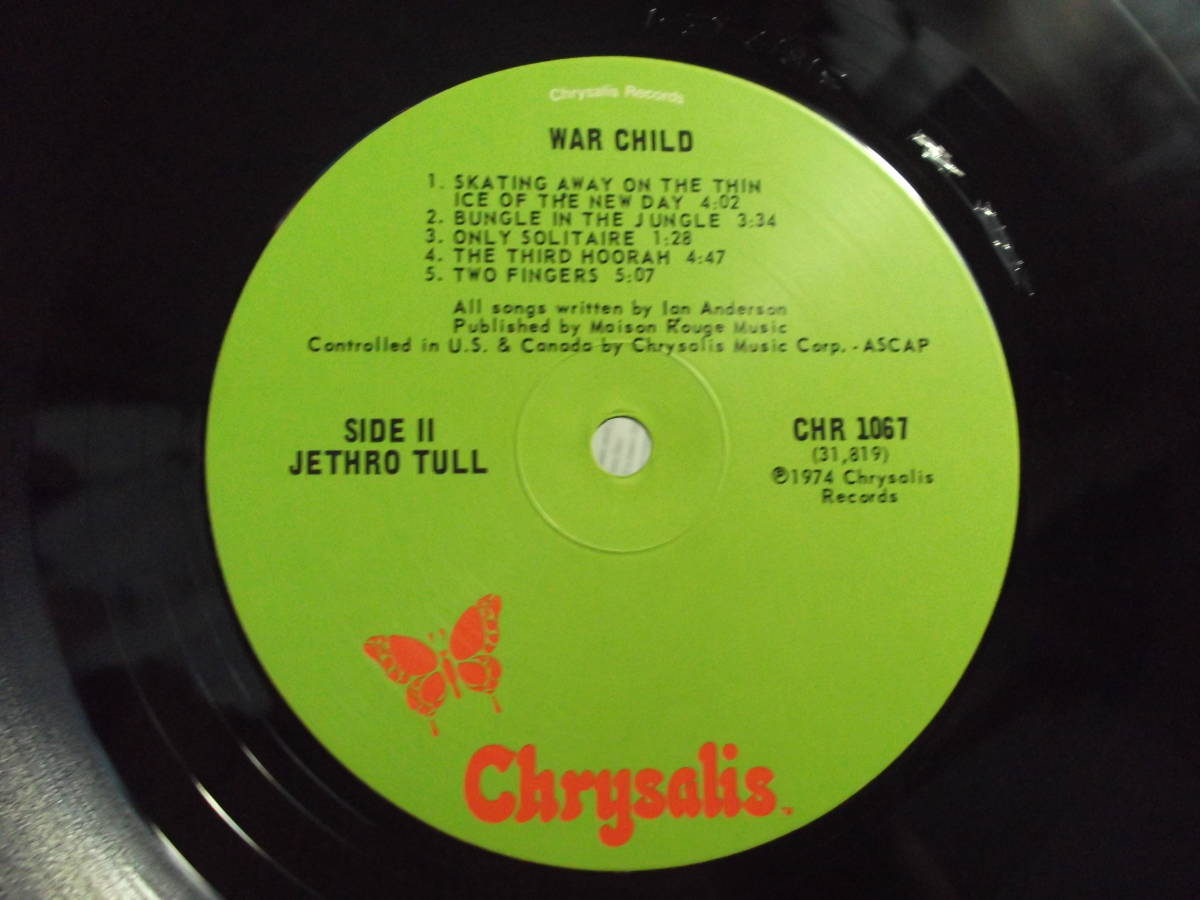 Chrysalis Records
WAR CHILD
1. SKATING AWAY ON THE THIN
ICE OF THE NEW DAY 4:02
2. BUNGLE IN THE JUNGLE 3:34
3. ONLY SOLITAIRE 1:28
4. THE THIRD HOORAH 4:47
5. TWO FINGERS 5:07
All songs written by Ian Anderson
Published by Maison Rouge Music
Controlled in U.S. & Canada by Chrysalis Music Corp. - ASCAP
SIDE II
JETHRO TULL
CHR 1067
(31,819)
℗1974 Chrysalis
Records
Chrysalis™